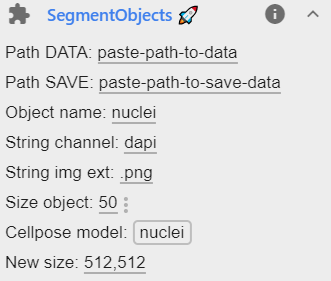 SegmentObjects 🚀
Path DATA: paste-path-to-data
Path SAVE: paste-path-to-save-data
Object name: nuclei
String channel: dapi
String img ext: .png
Size object: 50
Cellpose model: nuclei
New size: 512,512